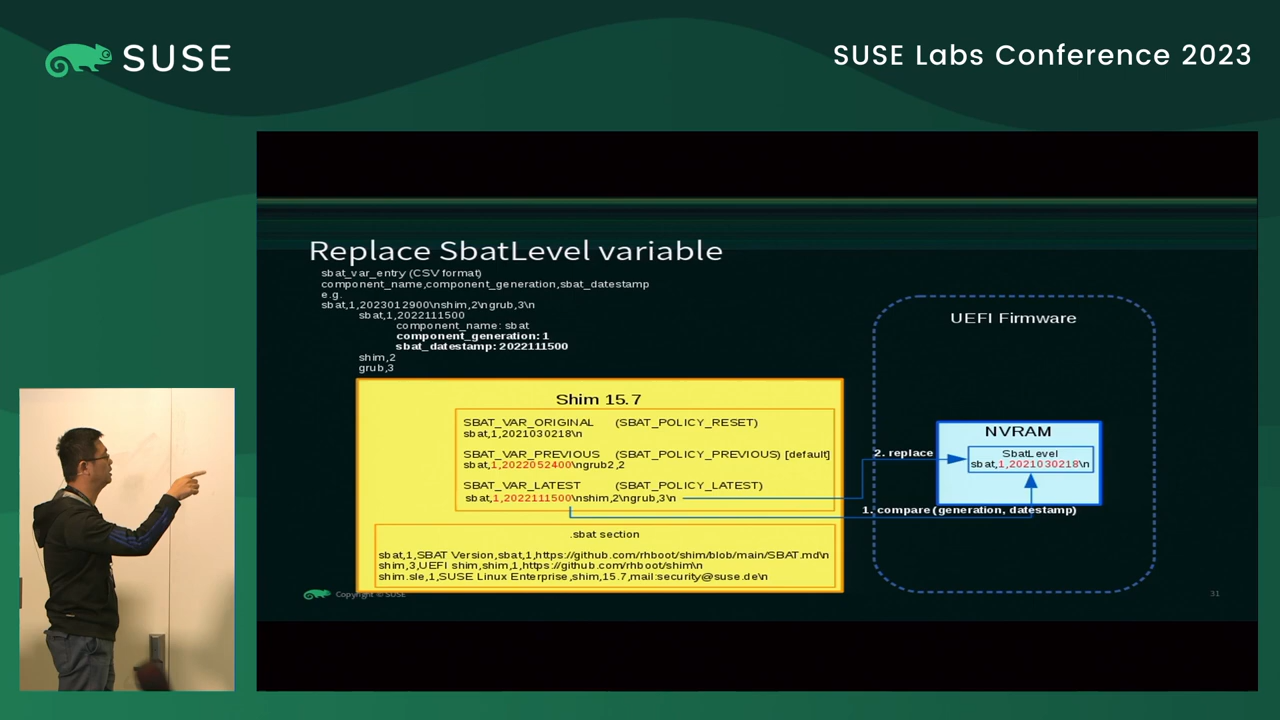 SUSE
SUSE Labs Conference 2023
Replace SbatLevel variable
sbat_var_entry (CSV format)
component_name,component_generation,sbat_datestamp
e.g.
sbat,1,2023012900\nshim,2\ngrub,3\n
sbat,1,2022111500
component_name: sbat
component_generation: 1
sbat_datestamp: 2022111500
shim,2
grub,3
Shim 15.7
SBAT_VAR_ORIGINAL (SBAT_POLICY_RESET)
sbat,1,2021030218\n
SBAT_VAR_PREVIOUS (SBAT_POLICY_PREVIOUS) [default]
sbat,1,2022052400\ngrub2,2
SBAT_VAR_LATEST (SBAT_POLICY_LATEST)
sbat,1,2022111500\nshim,2\ngrub,3\n
.sbat section
sbat,1,SBAT Version,sbat,1,https://github.com/rhboot/shim/blob/main/SBAT.md\n
shim,3,UEFI shim,shim,1,https://github.com/rhboot/shim\n
shim.sle,1,SUSE Linux Enterprise,shim,15.7,mail:security@suse.de\n
UEFI Firmware
NVRAM
SbatLevel
sbat,1,2021030218\n
2. replace
1. compare(generation, datestamp)
Copyright © SUSE
31